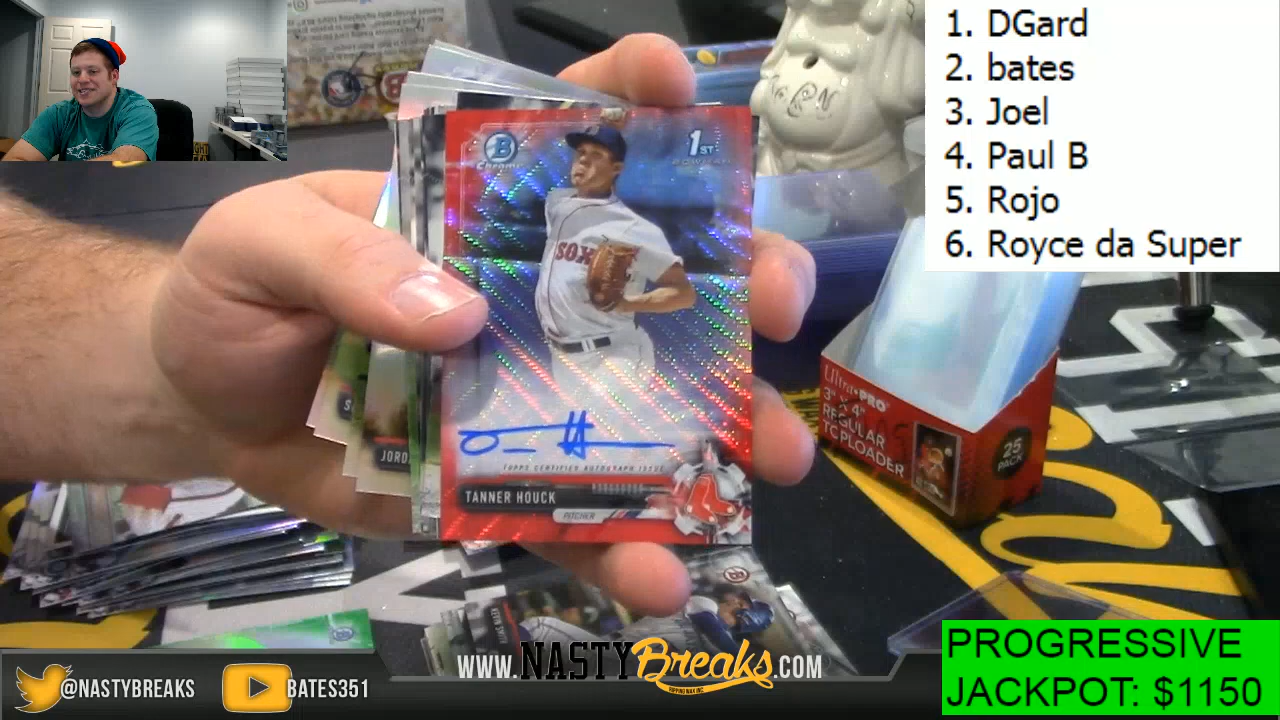 1. DGard
2. bates
3. Joel
4. Paul B
5. Rojo
6. Royce da Super
B
Chrome
1ST
BOWMAN
SOX
TOPPS CERTIFIED AUTOGRAPH ISSUE
TANNER HOUCK
PITCHER
JORD
Ultra PRO
3" X 4"
REGULAR
TOPLOADER
25
PACK
@NASTYBREAKS
BATES351
WWW.NASTYBreaks.COM
PROGRESSIVE
JACKPOT: $1150